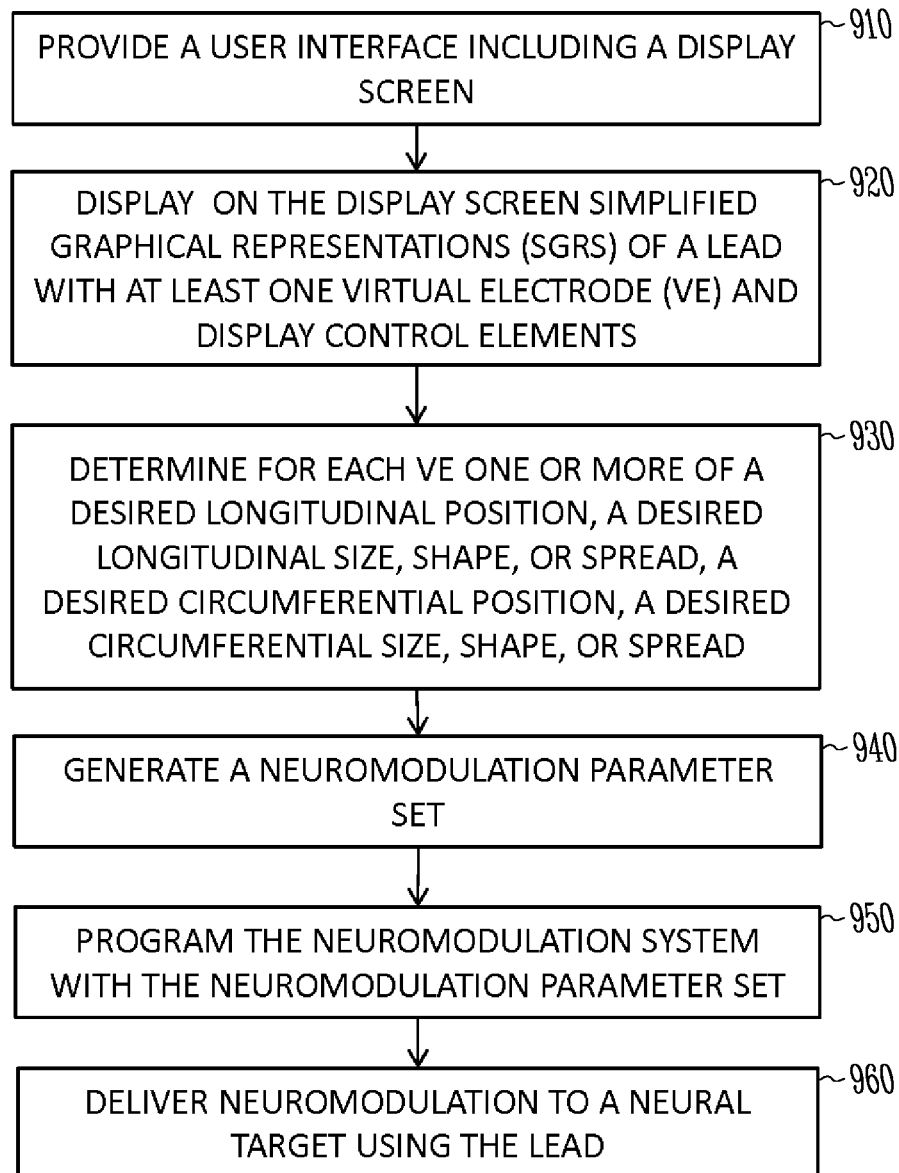 910
PROVIDE A USER INTERFACE INCLUDING A DISPLAY
SCREEN
920
DISPLAY ON THE DISPLAY SCREEN SIMPLIFIED
GRAPHICAL REPRESENTATIONS (SGRS) OF A LEAD
WITH AT LEAST ONE VIRTUAL ELECTRODE (VE) AND
DISPLAY CONTROL ELEMENTS
930
DETERMINE FOR EACH VE ONE OR MORE OF A
DESIRED LONGITUDINAL POSITION, A DESIRED
LONGITUDINAL SIZE, SHAPE, OR SPREAD, A
DESIRED CIRCUMFERENTIAL POSITION, A DESIRED
CIRCUMFERENTIAL SIZE, SHAPE, OR SPREAD
940
GENERATE A NEUROMODULATION PARAMETER
SET
950
PROGRAM THE NEUROMODULATION SYSTEM
WITH THE NEUROMODULATION PARAMETER SET
960
DELIVER NEUROMODULATION TO A NEURAL
TARGET USING THE LEAD